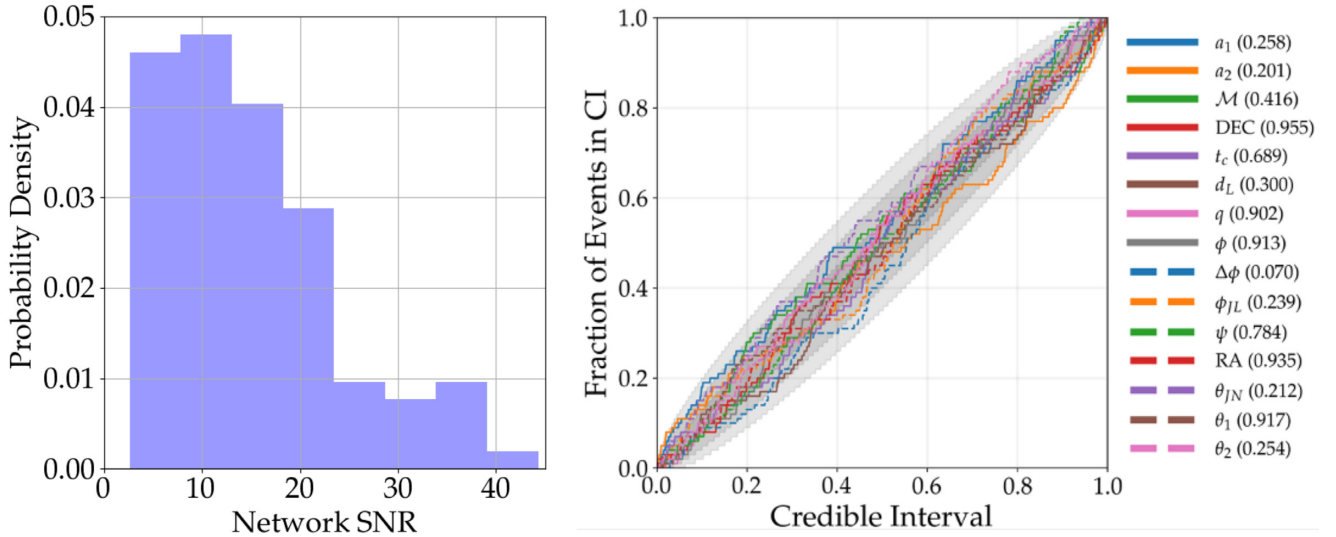 0.05
0.04
0.03
0.02
0.01
0.00
0
10
20
30
40
Network SNR
Probability Density
1.0
0.8
0.6
0.4
0.2
0.0
0.0
0.2
0.4
0.6
0.8
1.0
Credible Interval
Fraction of Events in CI
a₁ (0.258)
a₂ (0.201)
ℳ (0.416)
DEC (0.955)
t_c (0.689)
d_L (0.300)
q (0.902)
ϕ (0.913)
Δϕ (0.070)
ϕ_JL (0.239)
ψ (0.784)
RA (0.935)
θ_JN (0.212)
θ₁ (0.917)
θ₂ (0.254)